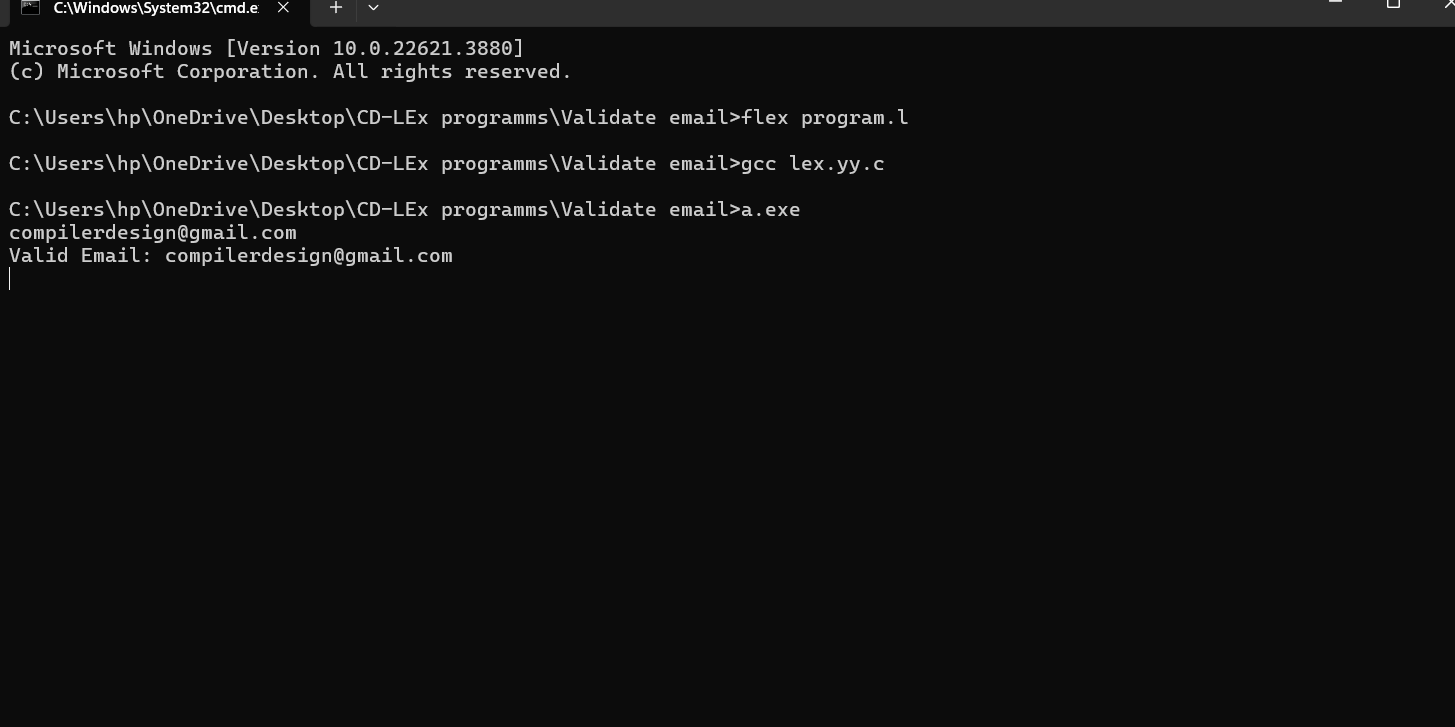 C:\Windows\System32\cmd.e
Microsoft Windows [Version 10.0.22621.3880]
(c) Microsoft Corporation. All rights reserved.
C:\Users\hp\OneDrive\Desktop\CD-LEx programms\Validate email>flex program.l
C:\Users\hp\OneDrive\Desktop\CD-LEx programms\Validate email>gcc lex.yy.c
C:\Users\hp\OneDrive\Desktop\CD-LEx programms\Validate email>a.exe
compilerdesign@gmail.com
Valid Email: compilerdesign@gmail.com